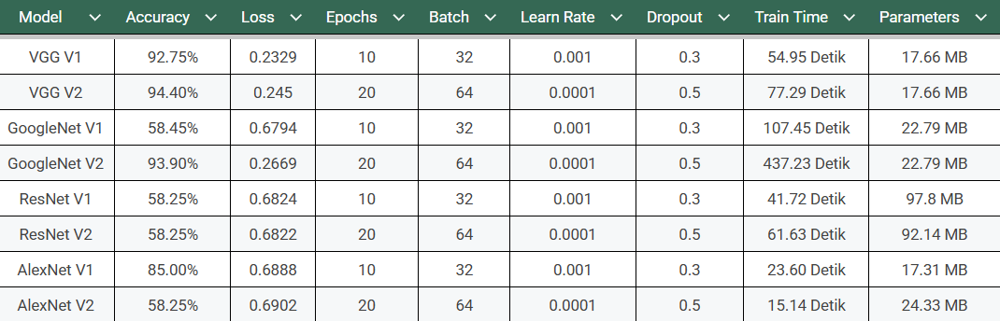 Model Accuracy Loss Epochs Batch Learn Rate Dropout Train Time Parameters
VGG V1 92.75% 0.2329 10 32 0.001 0.3 54.95 Detik 17.66 MB
VGG V2 94.40% 0.245 20 64 0.0001 0.5 77.29 Detik 17.66 MB
GoogleNet V1 58.45% 0.6794 10 32 0.001 0.3 107.45 Detik 22.79 MB
GoogleNet V2 93.90% 0.2669 20 64 0.0001 0.5 437.23 Detik 22.79 MB
ResNet V1 58.25% 0.6824 10 32 0.001 0.3 41.72 Detik 97.8 MB
ResNet V2 58.25% 0.6822 20 64 0.0001 0.5 61.63 Detik 92.14 MB
AlexNet V1 85.00% 0.6888 10 32 0.001 0.3 23.60 Detik 17.31 MB
AlexNet V2 58.25% 0.6902 20 64 0.0001 0.5 15.14 Detik 24.33 MB